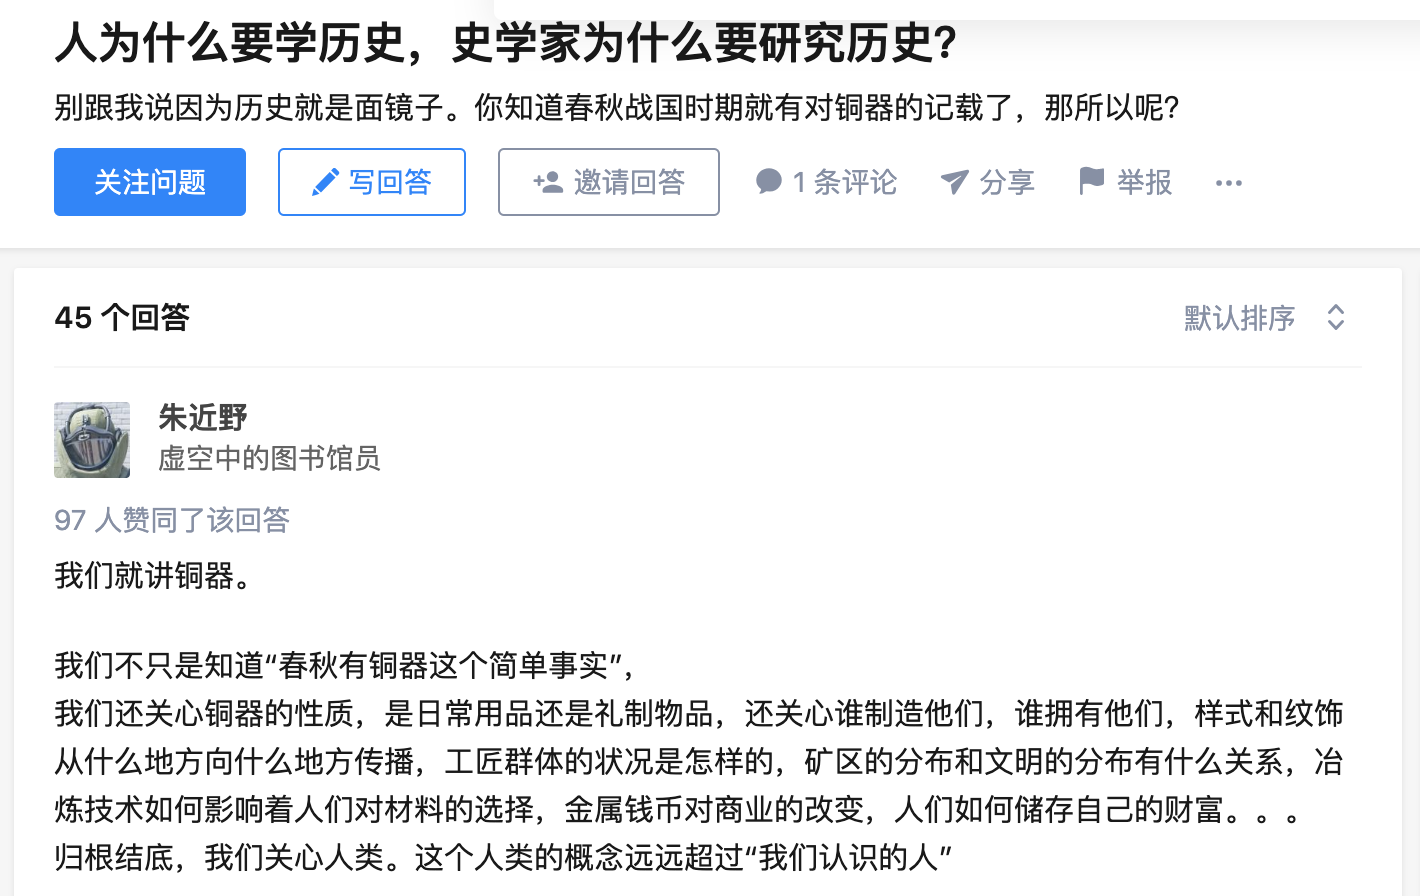 人为什么要学历史，史学家为什么要研究历史?
别跟我说因为历史就是面镜子。你知道春秋战国时期就有对铜器的记载了，那所以呢?
关注问题
写回答
邀请回答
1 条评论
分享
举报
45 个回答
默认排序
朱近野
虚空中的图书馆员
97 人赞同了该回答
我们就讲铜器。
我们不只是知道“春秋有铜器这个简单事实”，
我们还关心铜器的性质，是日常用品还是礼制物品，还关心谁制造他们，谁拥有他们，样式和纹饰
从什么地方向什么地方传播，工匠群体的状况是怎样的，矿区的分布和文明的分布有什么关系，冶
炼技术如何影响着人们对材料的选择，金属钱币对商业的改变，人们如何储存自己的财富。。。
归根结底，我们关心人类。这个人类的概念远远超过“我们认识的人”